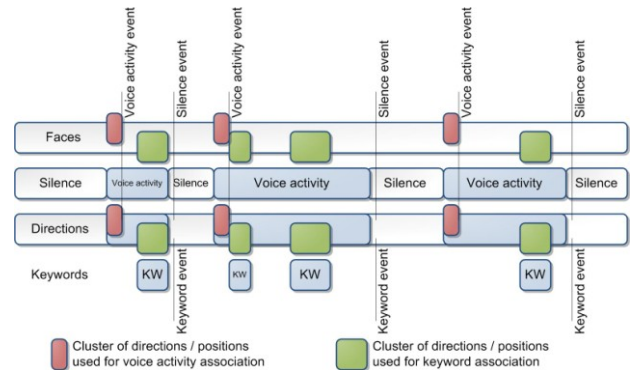 Voice activity event
Silence event
Voice activity event
Silence event
Voice activity event
Silence event
Faces
Silence
Voice activity
Silence
Voice activity
Silence
Voice activity
Silence
Directions
Keywords
KW
KW
KW
KW
Keyword event
Keyword event
Keyword event
Cluster of directions / positions
used for voice activity association
Cluster of directions / positions
used for keyword association